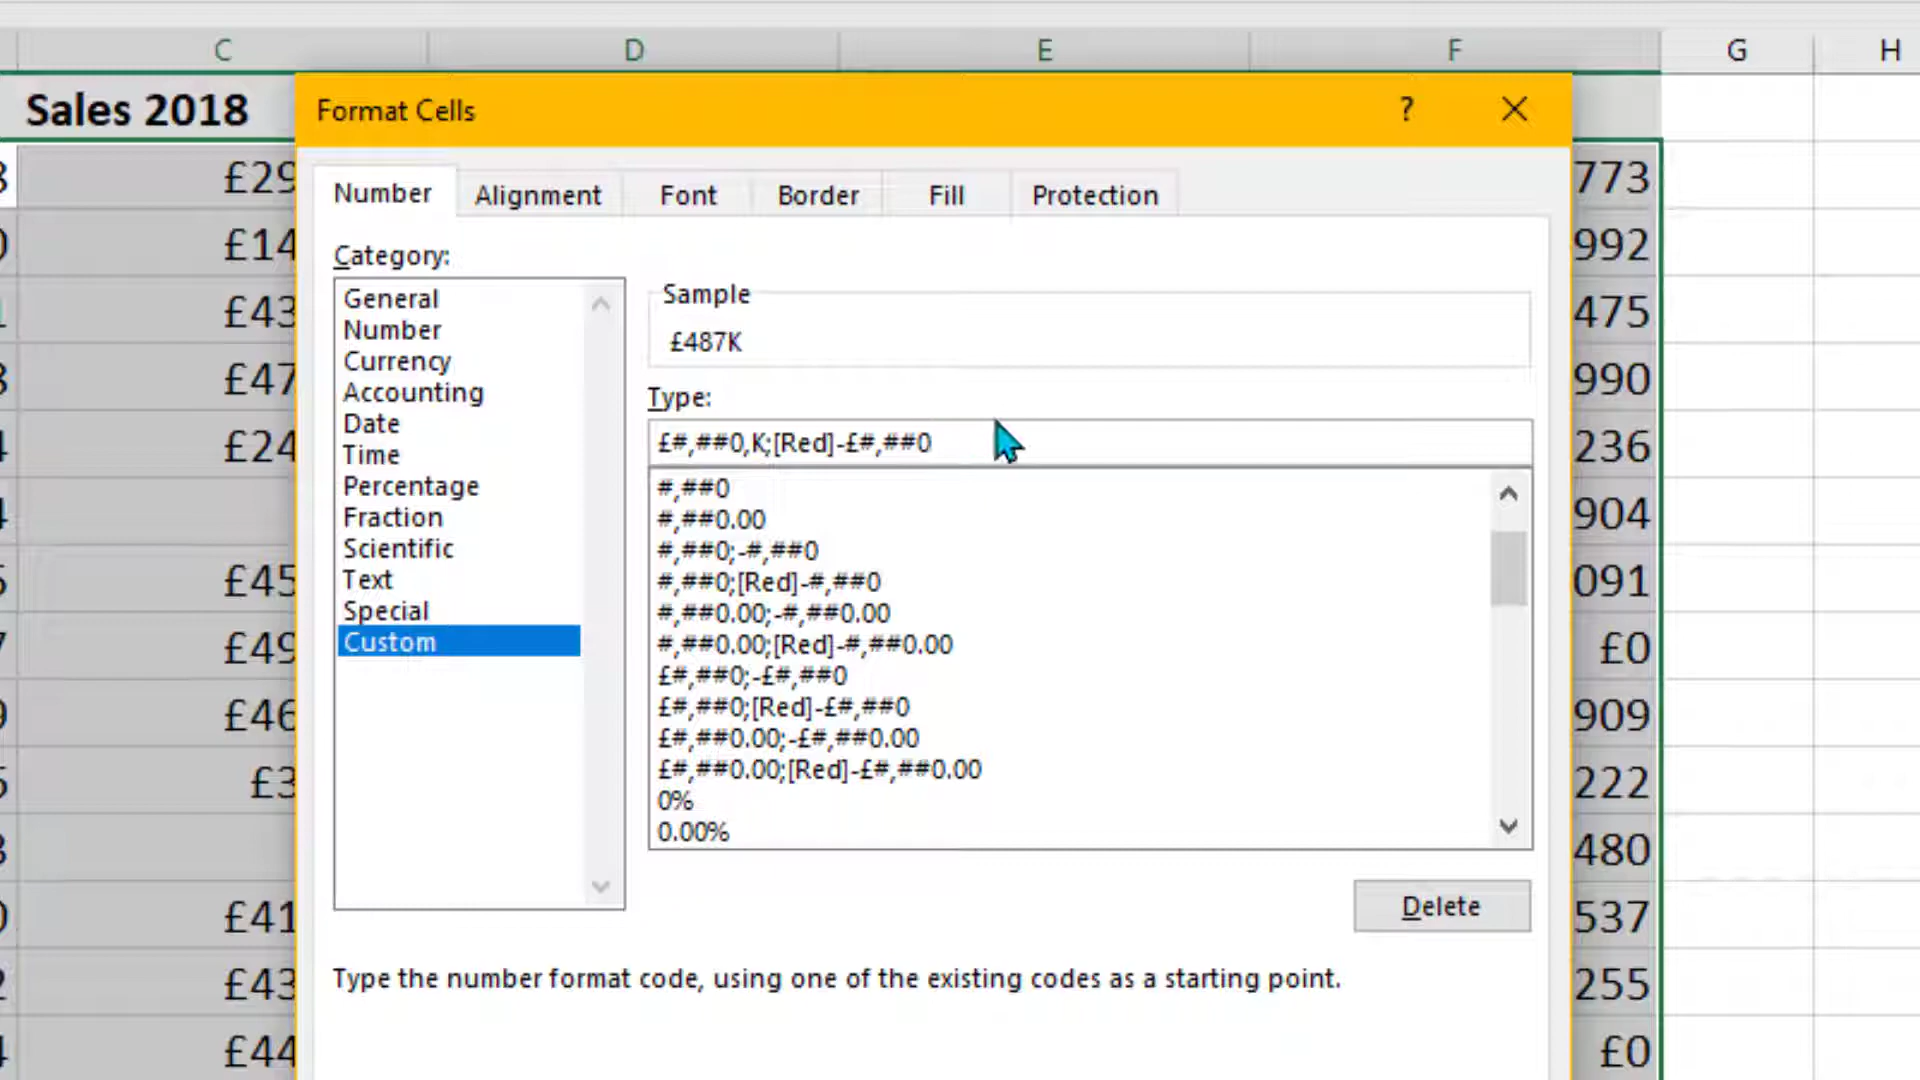 C D E F G H
Sales 2018
Format Cells ? ×
Number Alignment Font Border Fill Protection
Category:
General
Number
Currency
Accounting
Date
Time
Percentage
Fraction
Scientific
Text
Special
Custom
Sample
£487K
Type:
£#,##0,K;[Red]-£#,##0
#,##0
#,##0.00
#,##0;-#,##0
#,##0;[Red]-#,##0
#,##0.00;-#,##0.00
#,##0.00;[Red]-#,##0.00
£#,##0;-£#,##0
£#,##0;[Red]-£#,##0
£#,##0.00;-£#,##0.00
£#,##0.00;[Red]-£#,##0.00
0%
0.00%
Delete
Type the number format code, using one of the existing codes as a starting point.
£29 773
£14 992
£43 475
£47 990
£24 236
904
£45 091
£49 £0
£46 909
£3 222
480
£41 537
£43 255
£44 £0